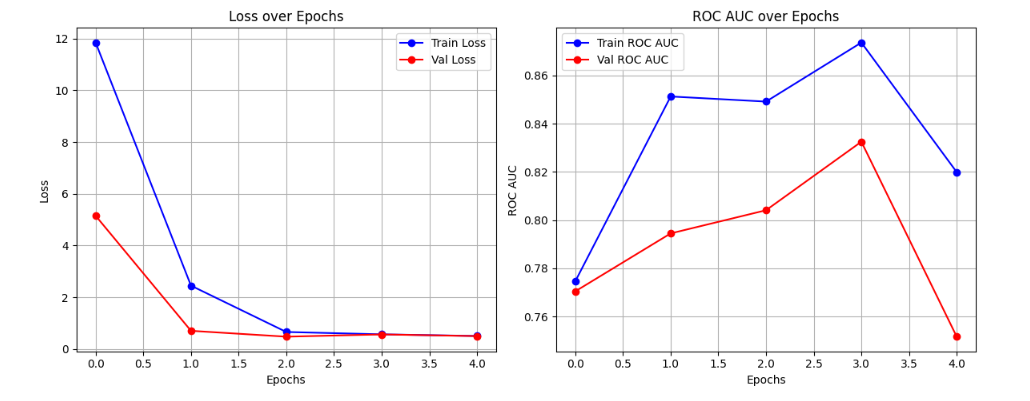 Loss over Epochs
Train Loss
Val Loss
12
10
8
6
4
2
0
Loss
0.0 0.5 1.0 1.5 2.0 2.5 3.0 3.5 4.0
Epochs
ROC AUC over Epochs
Train ROC AUC
Val ROC AUC
0.86
0.84
0.82
0.80
0.78
0.76
ROC AUC
0.0 0.5 1.0 1.5 2.0 2.5 3.0 3.5 4.0
Epochs